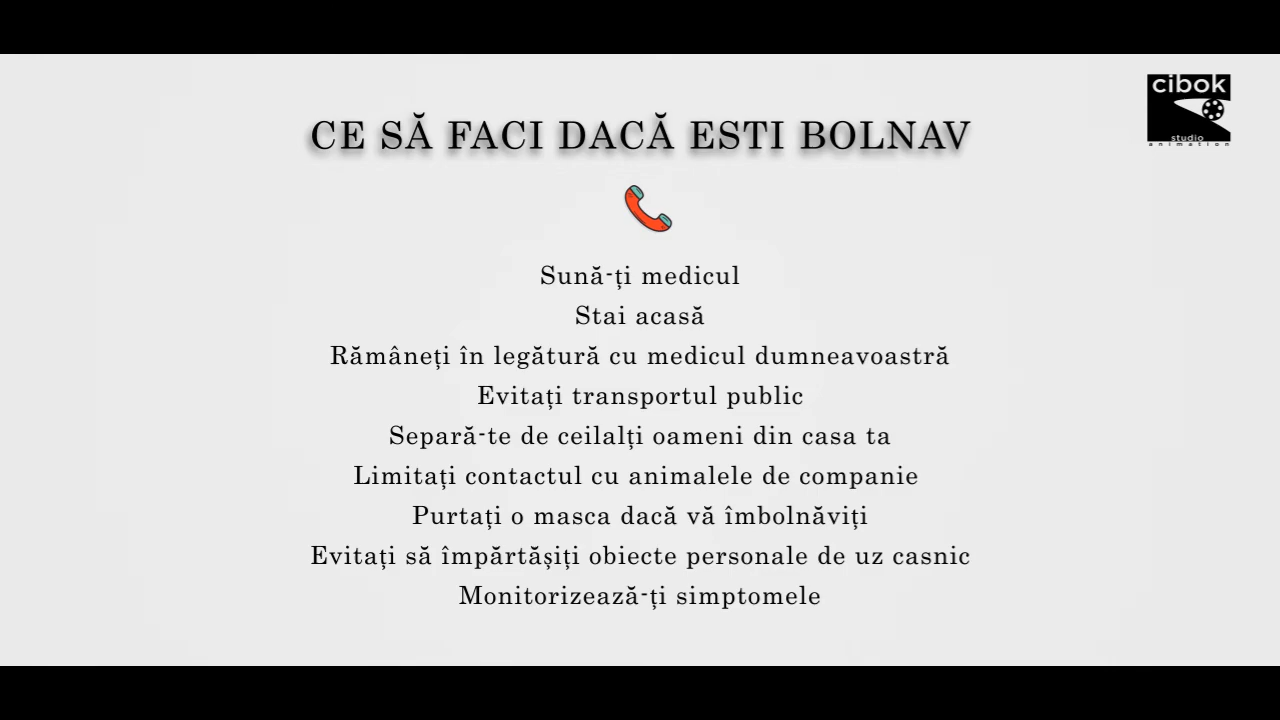 cibok
studio
animation
CE SĂ FACI DACĂ ESTI BOLNAV
Sună-ți medicul
Stai acasă
Rămâneți în legătură cu medicul dumneavoastră
Evitați transportul public
Separă-te de ceilalți oameni din casa ta
Limitați contactul cu animalele de companie
Purtați o masca dacă vă îmbolnăviți
Evitați să împărtășiți obiecte personale de uz casnic
Monitorizează-ți simptomele